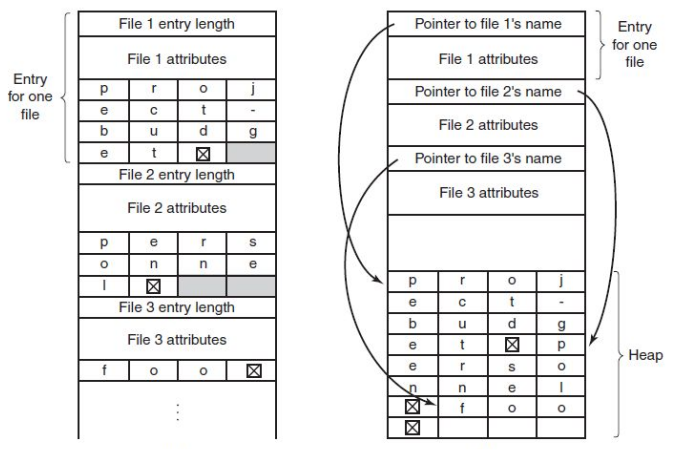 File 1 entry length
File 1 attributes
p r o j
e c t -
b u d g
e t
File 2 entry length
File 2 attributes
p e r s
o n n e
l
File 3 entry length
File 3 attributes
f o o
⋮
Entry
for one
file
Pointer to file 1's name
File 1 attributes
Pointer to file 2's name
File 2 attributes
Pointer to file 3's name
File 3 attributes
p r o j
e c t -
b u d g
e t p
e r s o
n n e l
f o o
Entry
for one
file
Heap